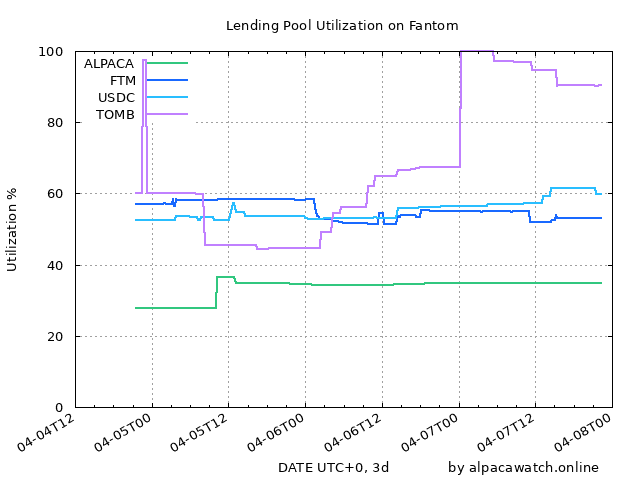 Lending Pool Utilization on Fantom
100
80
60
40
20
0
Utilization %
ALPACA
FTM
USDC
TOMB
04-04T12
04-05T00
04-05T12
04-06T00
04-06T12
04-07T00
04-07T12
04-08T00
DATE UTC+0, 3d
by alpacawatch.online